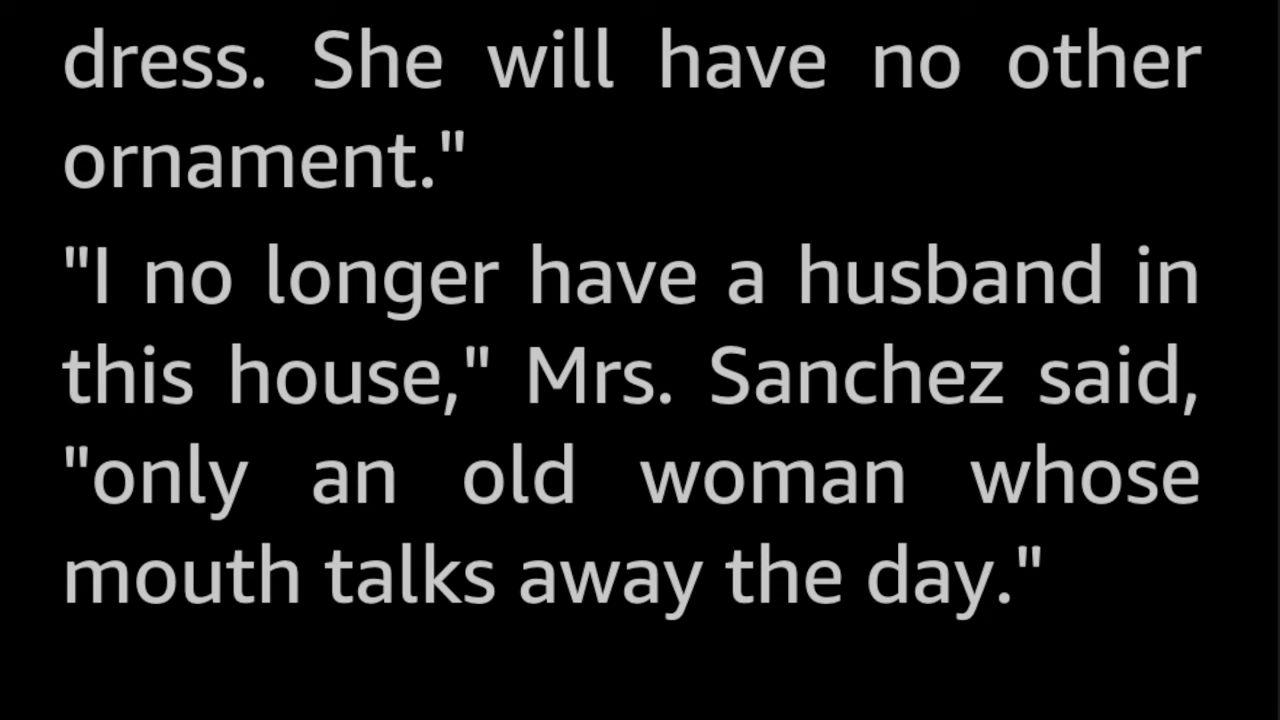 dress. She will have no other
ornament."
"I no longer have a husband in
this house," Mrs. Sanchez said,
"only an old woman whose
mouth talks away the day."